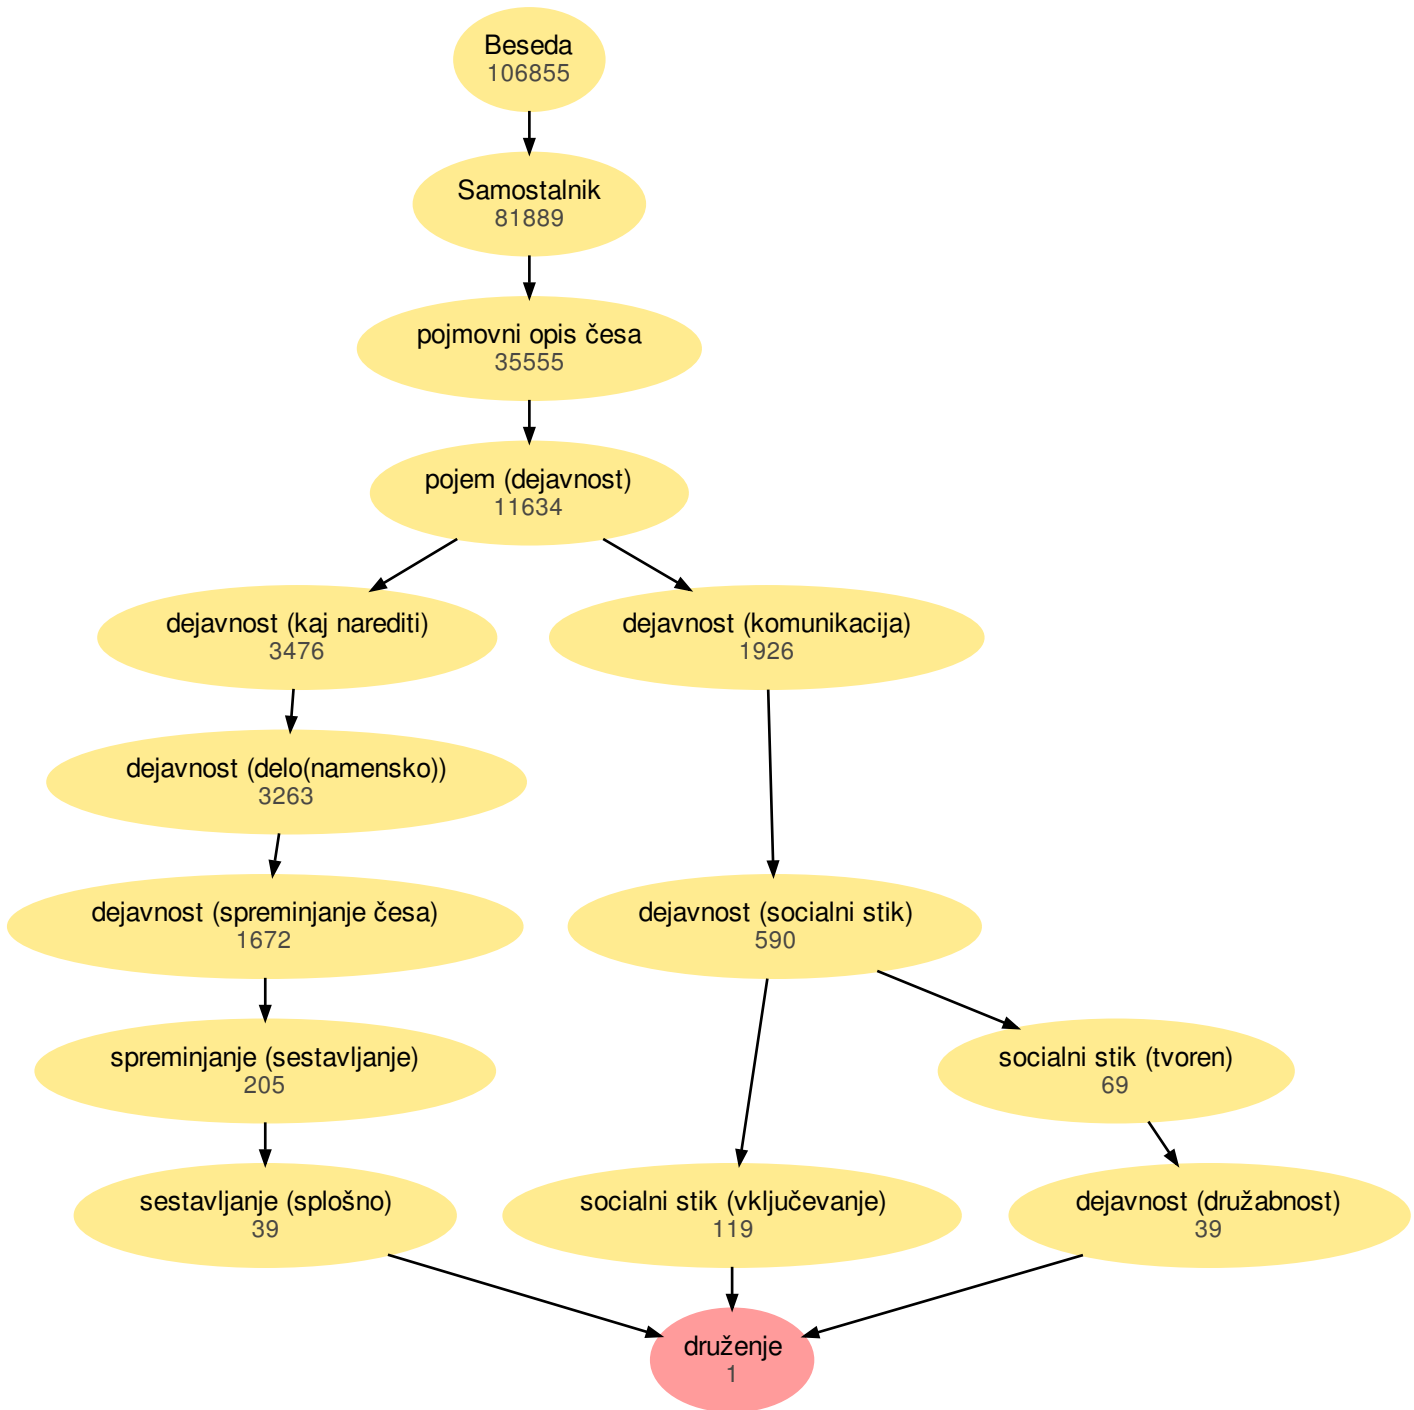 Beseda
106855
Samostalnik
81889
pojmovni opis česa
35555
pojem (dejavnost)
11634
dejavnost (kaj narediti)
3476
dejavnost (komunikacija)
1926
dejavnost (delo(namensko))
3263
dejavnost (spreminjanje česa)
1672
dejavnost (socialni stik)
590
spreminjanje (sestavljanje)
205
socialni stik (tvoren)
69
sestavljanje (splošno)
39
socialni stik (vključevanje)
119
dejavnost (družabnost)
39
druženje
1